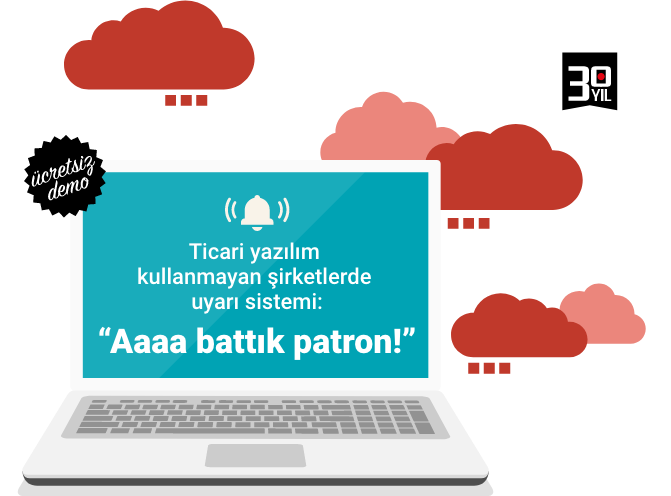 30
YIL
ücretsiz
demo
Ticari yazılım
kullanmayan şirketlerde
uyarı sistemi:
“Aaaa battık patron!”